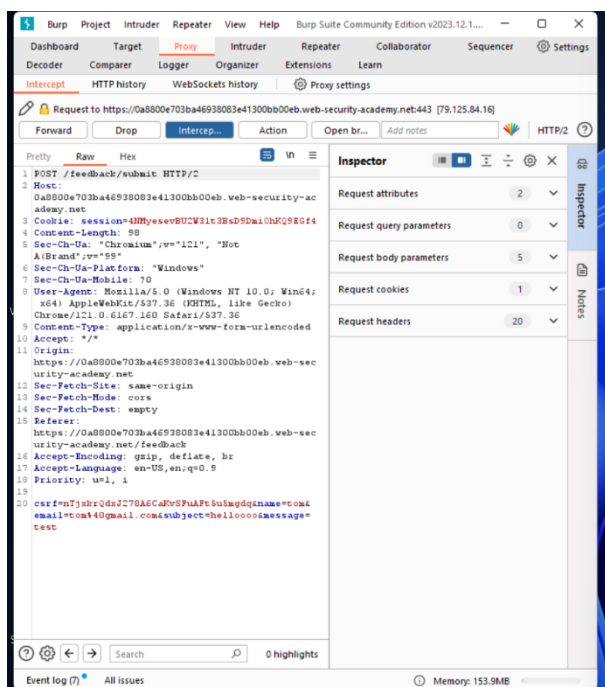 Burp Project Intruder Repeater View Help Burp Suite Community Edition v2023.12.1....
Dashboard Target Proxy Intruder Repeater Collaborator Sequencer Settings
Decoder Comparer Logger Organizer Extensions Learn
Intercept HTTP history WebSockets history Proxy settings
Request to https://0a8800e703ba46938083e41300bb00eb.web-security-academy.net:443 [79.125.84.16]
Forward Drop Intercep... Action Open br... Add notes HTTP/2
Pretty Raw Hex \n
1 POST /feedback/submit HTTP/2
2 Host:
0a8800e703ba46938083e41300bb00eb.web-security-ac
ademy.net
3 Cookie: session=4NMyesevBU2W3lt3BsD9Dmi0hKQ9EGf4
4 Content-Length: 98
5 Sec-Ch-Ua: "Chromium";v="121", "Not
A(Brand";v="99"
6 Sec-Ch-Ua-Platform: "Windows"
7 Sec-Ch-Ua-Mobile: ?0
8 User-Agent: Mozilla/5.0 (Windows NT 10.0; Win64;
x64) AppleWebKit/537.36 (KHTML, like Gecko)
Chrome/121.0.6167.160 Safari/537.36
9 Content-Type: application/x-www-form-urlencoded
10 Accept: */*
11 Origin:
https://0a8800e703ba46938083e41300bb00eb.web-sec
urity-academy.net
12 Sec-Fetch-Site: same-origin
13 Sec-Fetch-Mode: cors
14 Sec-Fetch-Dest: empty
15 Referer:
https://0a8800e703ba46938083e41300bb00eb.web-sec
urity-academy.net/feedback
16 Accept-Encoding: gzip, deflate, br
17 Accept-Language: en-US,en;q=0.9
18 Priority: u=1, i
19
20 csrf=nTjxkrQdxJZ78A6CaKvSFuAFt5u5mgdq&name=tom&
email=tom%40gmail.com&subject=helloooo&message=
test
Inspector
Request attributes 2
Request query parameters 0
Request body parameters 5
Request cookies 1
Request headers 20
Inspector
Notes
Search 0 highlights
Event log (7) All issues Memory: 153.9MB